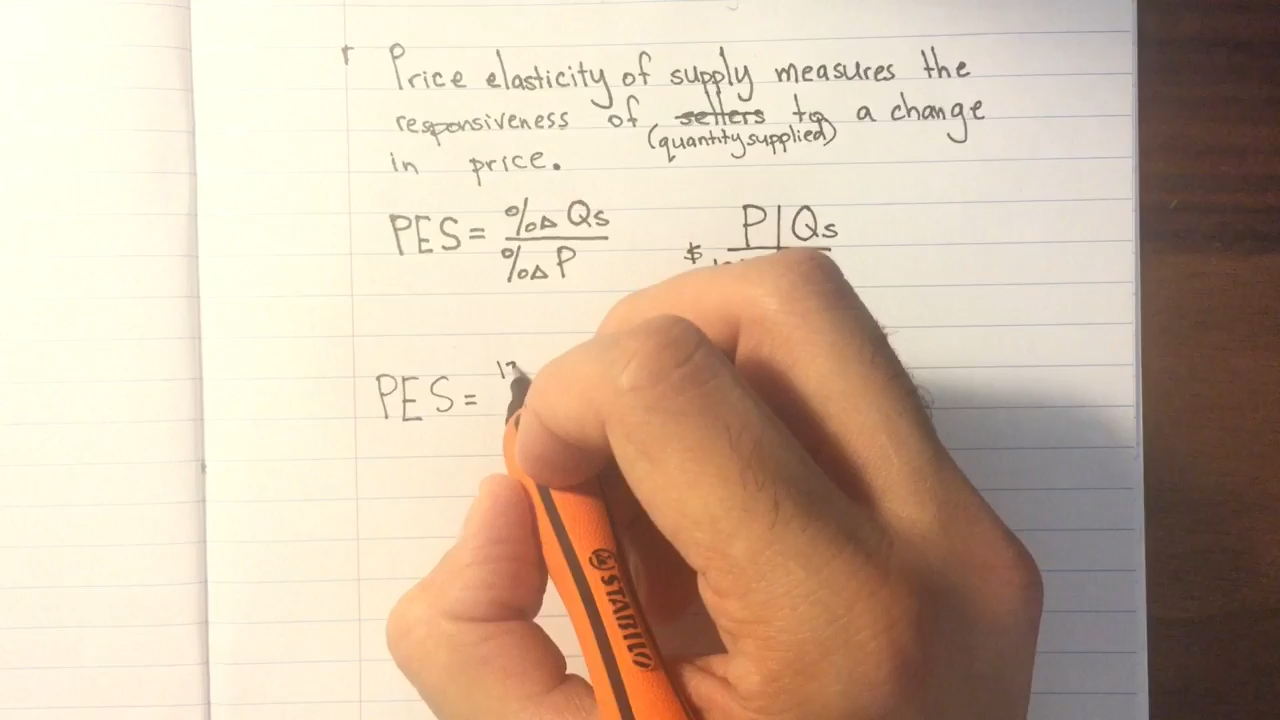 Price elasticity of supply measures the
responsiveness of sellers to a change
(quantity supplied)
in price.
PES = %Δ Qs
%Δ P
P | Qs
$
PES =
STABILO